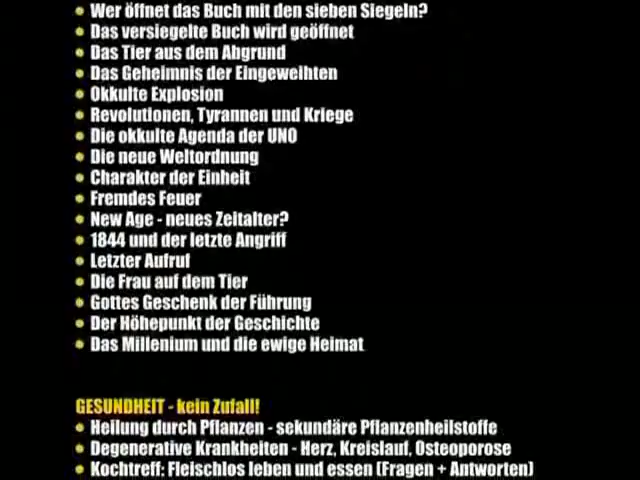 • Wer öffnet das Buch mit den sieben Siegeln?
• Das versiegelte Buch wird geöffnet
• Das Tier aus dem Abgrund
• Das Geheimnis der Eingeweihten
• Okkulte Explosion
• Revolutionen, Tyrannen und Kriege
• Die okkulte Agenda der UNO
• Die neue Weltordnung
• Charakter der Einheit
• Fremdes Feuer
• New Age - neues Zeitalter?
• 1844 und der letzte Angriff
• Letzter Aufruf
• Die Frau auf dem Tier
• Gottes Geschenk der Führung
• Der Höhepunkt der Geschichte
• Das Millenium und die ewige Heimat
GESUNDHEIT - kein Zufall!
• Heilung durch Pflanzen - sekundäre Pflanzenheilstoffe
• Degenerative Krankheiten - Herz, Kreislauf, Osteoporose
• Kochtreff: Fleischlos leben und essen (Fragen + Antworten)